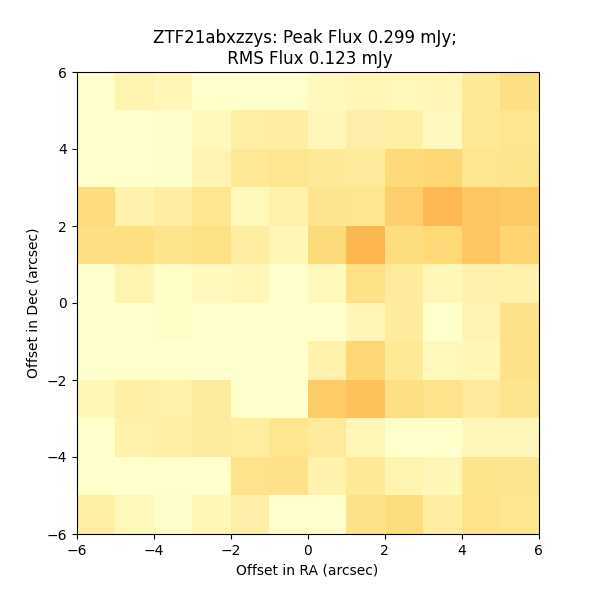 ZTF21abxzzys: Peak Flux 0.299 mJy;
RMS Flux 0.123 mJy
6
4
2
0
−2
−4
−6
Offset in Dec (arcsec)
−6 −4 −2 0 2 4 6
Offset in RA (arcsec)